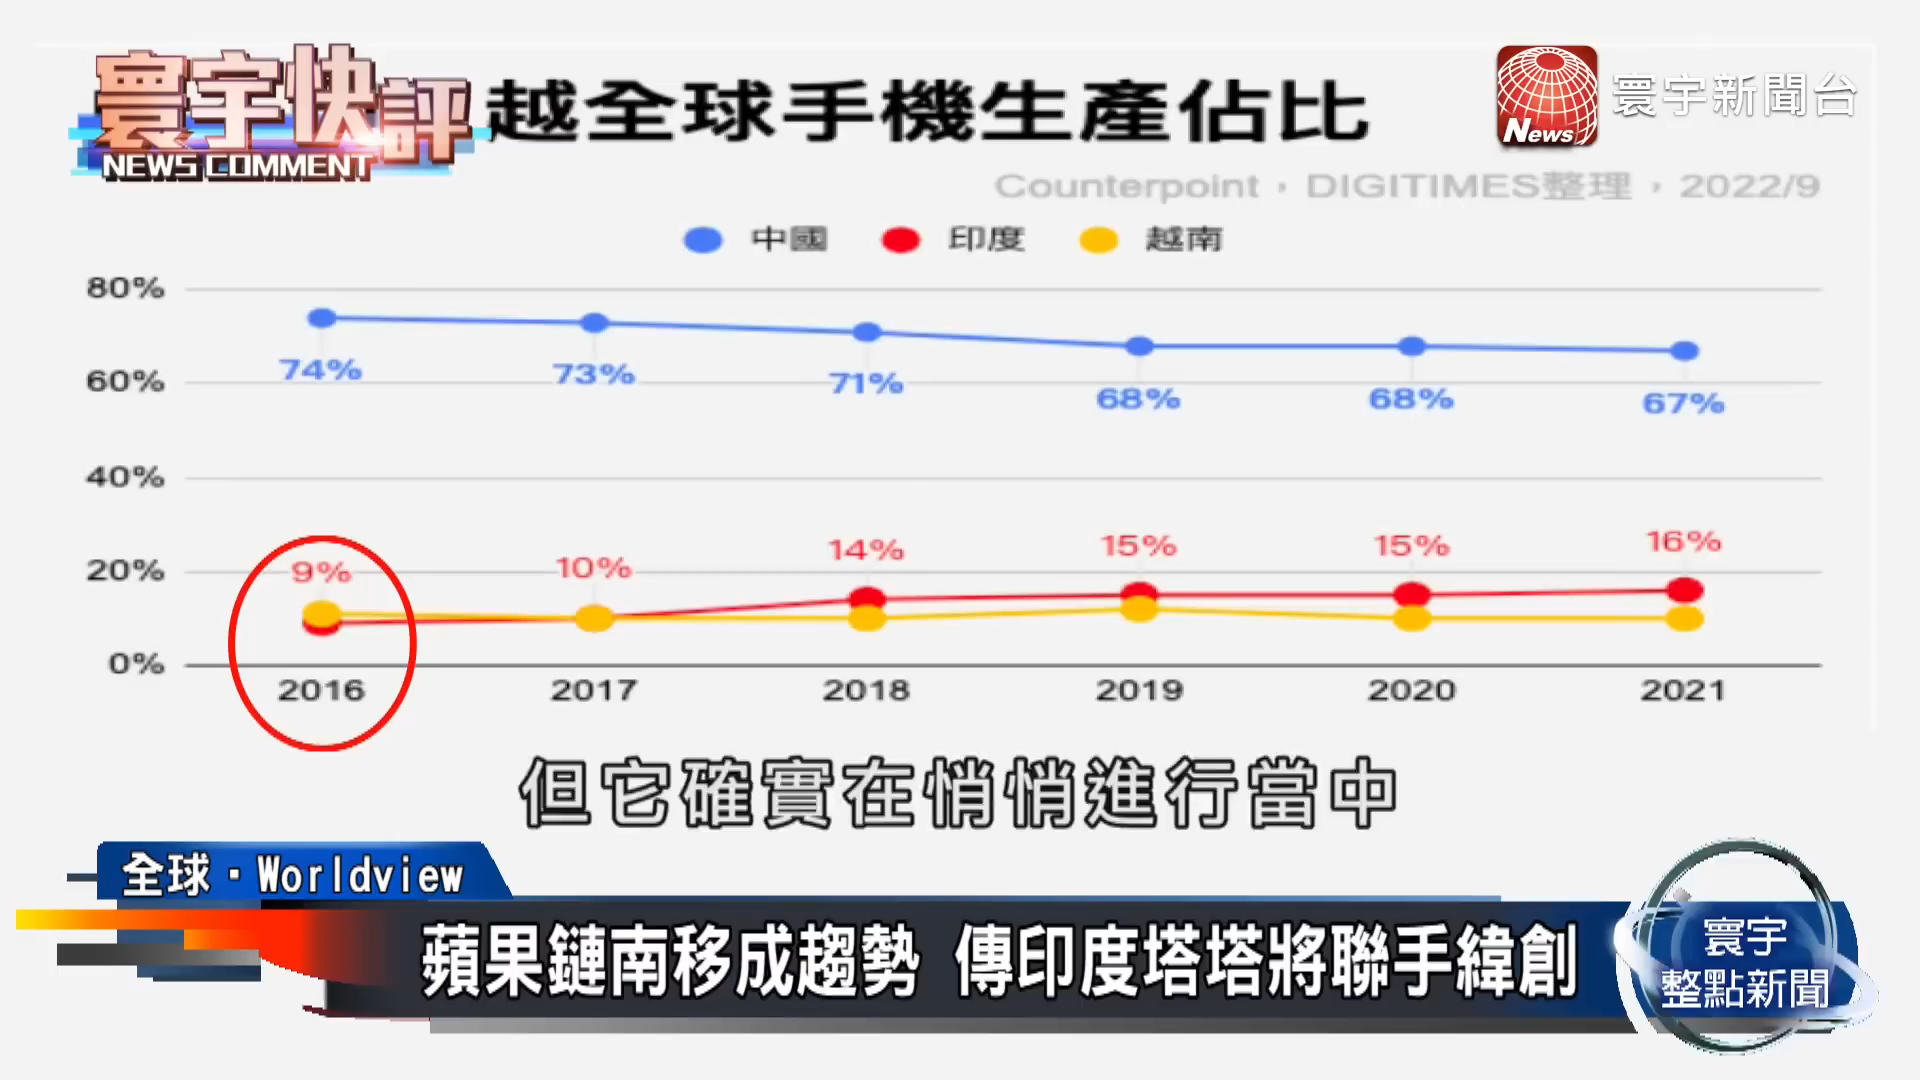 寰宇快評
NEWS COMMENT
越全球手機生產佔比
News
寰宇新聞台
Counterpoint，DIGITIMES整理，2022/9
中國 印度 越南
80%
60%
40%
20%
0%
74% 73% 71% 68% 68% 67%
9% 10% 14% 15% 15% 16%
2016 2017 2018 2019 2020 2021
但它確實在悄悄進行當中
全球·Worldview
蘋果鏈南移成趨勢 傳印度塔塔將聯手緯創
寰宇
整點新聞